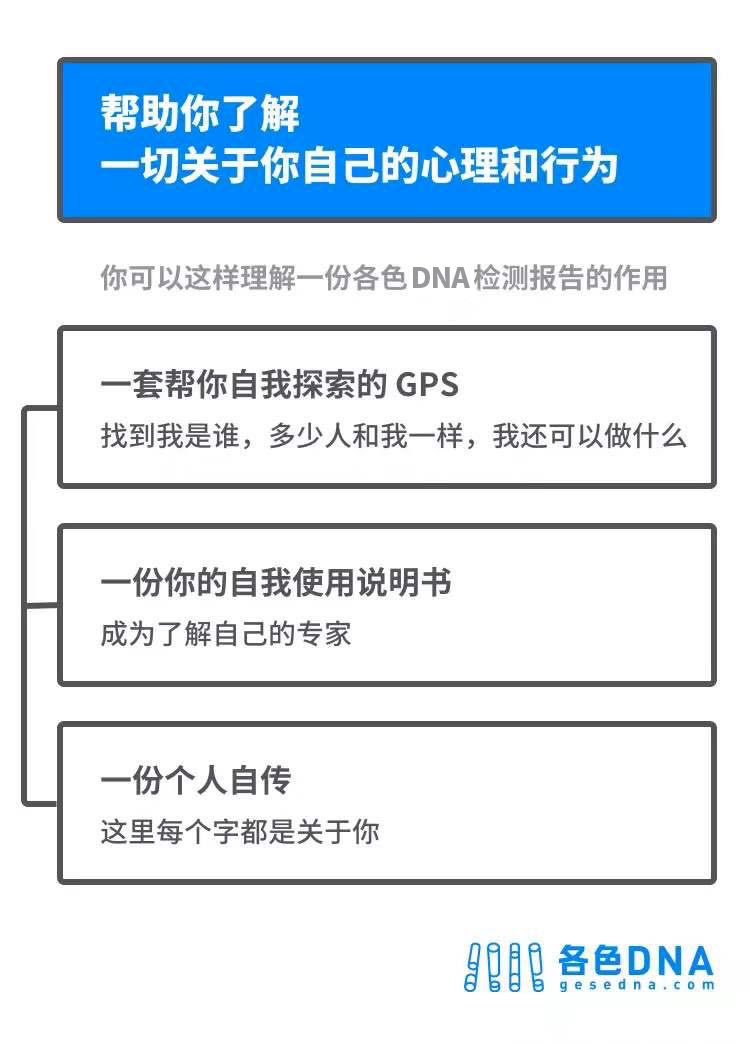 帮助你了解
一切关于你自己的心理和行为
你可以这样理解一份各色DNA检测报告的作用
一套帮你自我探索的 GPS
找到我是谁，多少人和我一样，我还可以做什么
一份你的自我使用说明书
成为了解自己的专家
一份个人自传
这里每个字都是关于你
各色DNA
gesedna.com